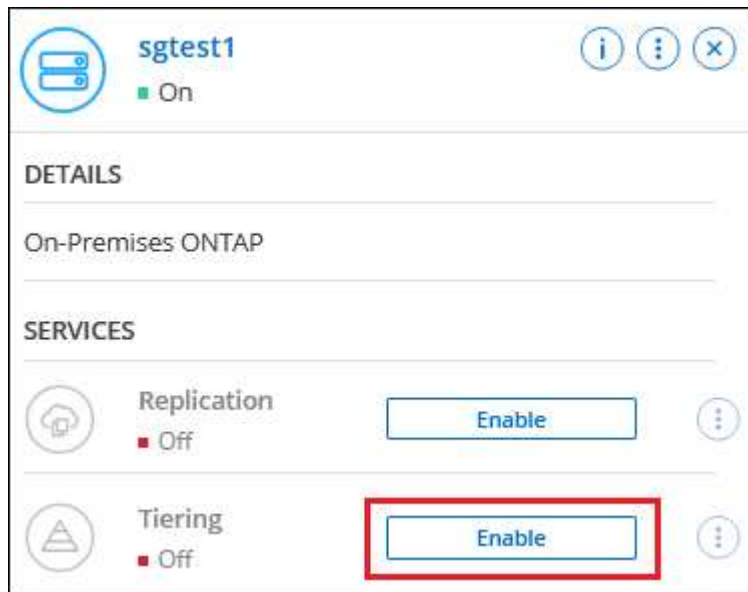 sgtest1
On
DETAILS
On-Premises ONTAP
SERVICES
Replication
Off
Enable
Tiering
Off
Enable